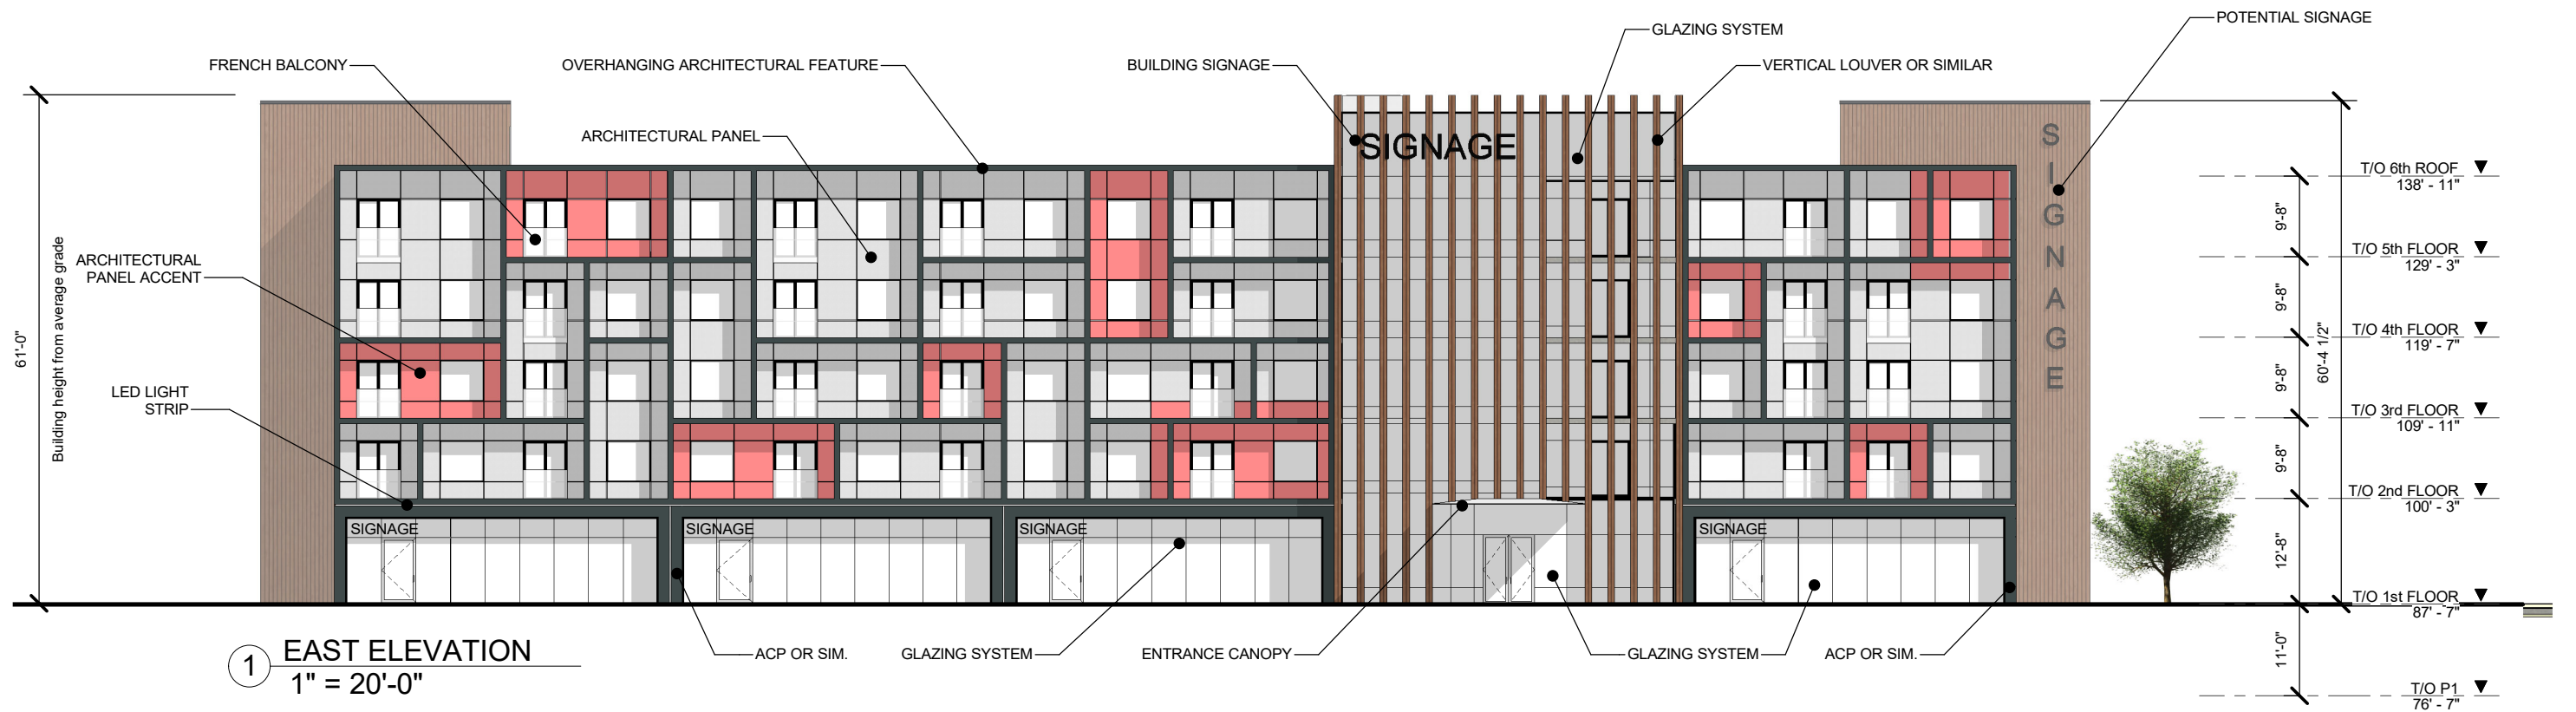 POTENTIAL SIGNAGE
GLAZING SYSTEM
FRENCH BALCONY
OVERHANGING ARCHITECTURAL FEATURE
BUILDING SIGNAGE
VERTICAL LOUVER OR SIMILAR
ARCHITECTURAL PANEL
SIGNAGE
SIGNAGE
T/O 6th ROOF
138' - 11"
9'-8"
T/O 5th FLOOR
129' - 3"
ARCHITECTURAL
PANEL ACCENT
Building height from average grade
61'-0"
9'-8"
T/O 4th FLOOR
119' - 7"
60'-4 1/2"
9'-8"
LED LIGHT
STRIP
T/O 3rd FLOOR
109' - 11"
9'-8"
T/O 2nd FLOOR
100' - 3"
SIGNAGE
SIGNAGE
SIGNAGE
SIGNAGE
12'-8"
T/O 1st FLOOR
87' - 7"
1
EAST ELEVATION
1" = 20'-0"
ACP OR SIM.
GLAZING SYSTEM
ENTRANCE CANOPY
GLAZING SYSTEM
ACP OR SIM.
11'-0"
T/O P1
76' - 7"